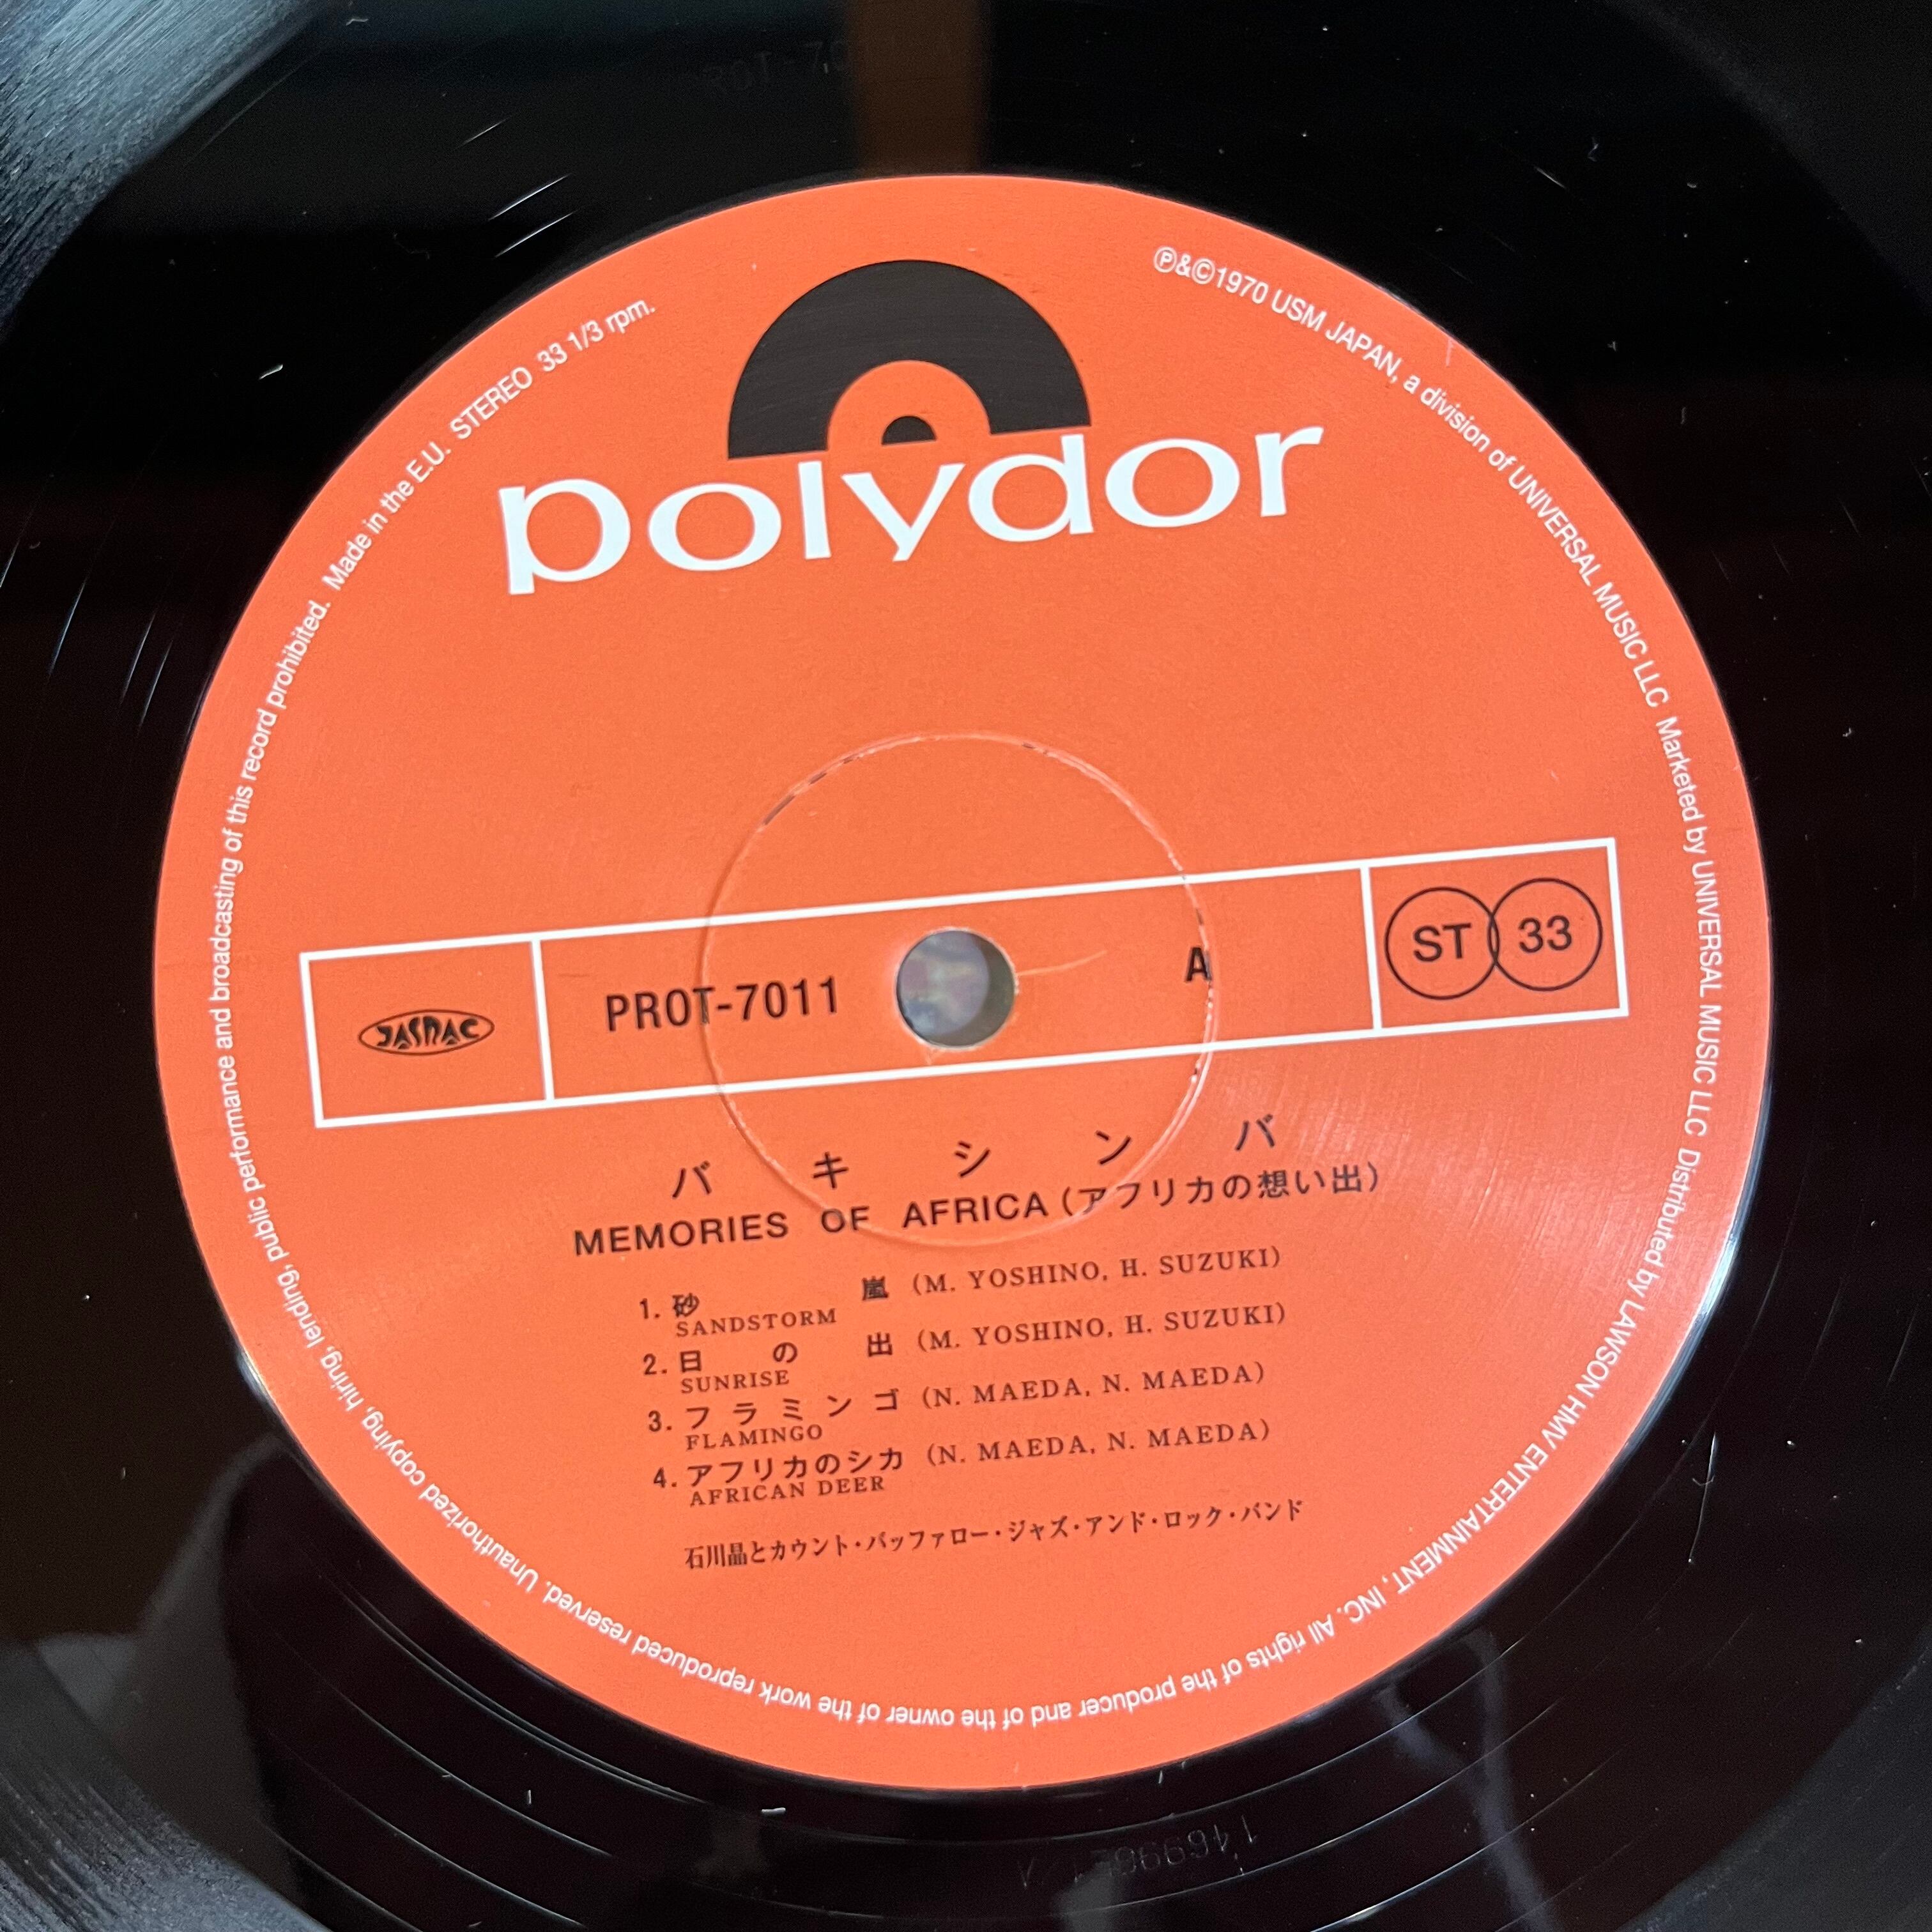 polydor
Made in the E.U. STEREO 33 1/3 rpm.
℗&©1970 USM JAPAN, a division of UNIVERSAL MUSIC LLC Marketed by UNIVERSAL MUSIC LLC Distributed by LAWSON HMV ENTERTAINMENT, INC. All rights of the producer and of the owner of the work reproduced reserved. Unauthorized copying, hiring, lending, public performance and broadcasting of this record prohibited.
JASRAC
PROT-7011
A
ST 33
バキシンバ
MEMORIES OF AFRICA (アフリカの想い出)
1. 砂嵐 (M. YOSHINO, H. SUZUKI)
SANDSTORM
2. 日の出 (M. YOSHINO, H. SUZUKI)
SUNRISE
3. フラミンゴ (N. MAEDA, N. MAEDA)
FLAMINGO
4. アフリカのシカ (N. MAEDA, N. MAEDA)
AFRICAN DEER
石川晶とカウント・バッファロー・ジャズ・アンド・ロック・バンド